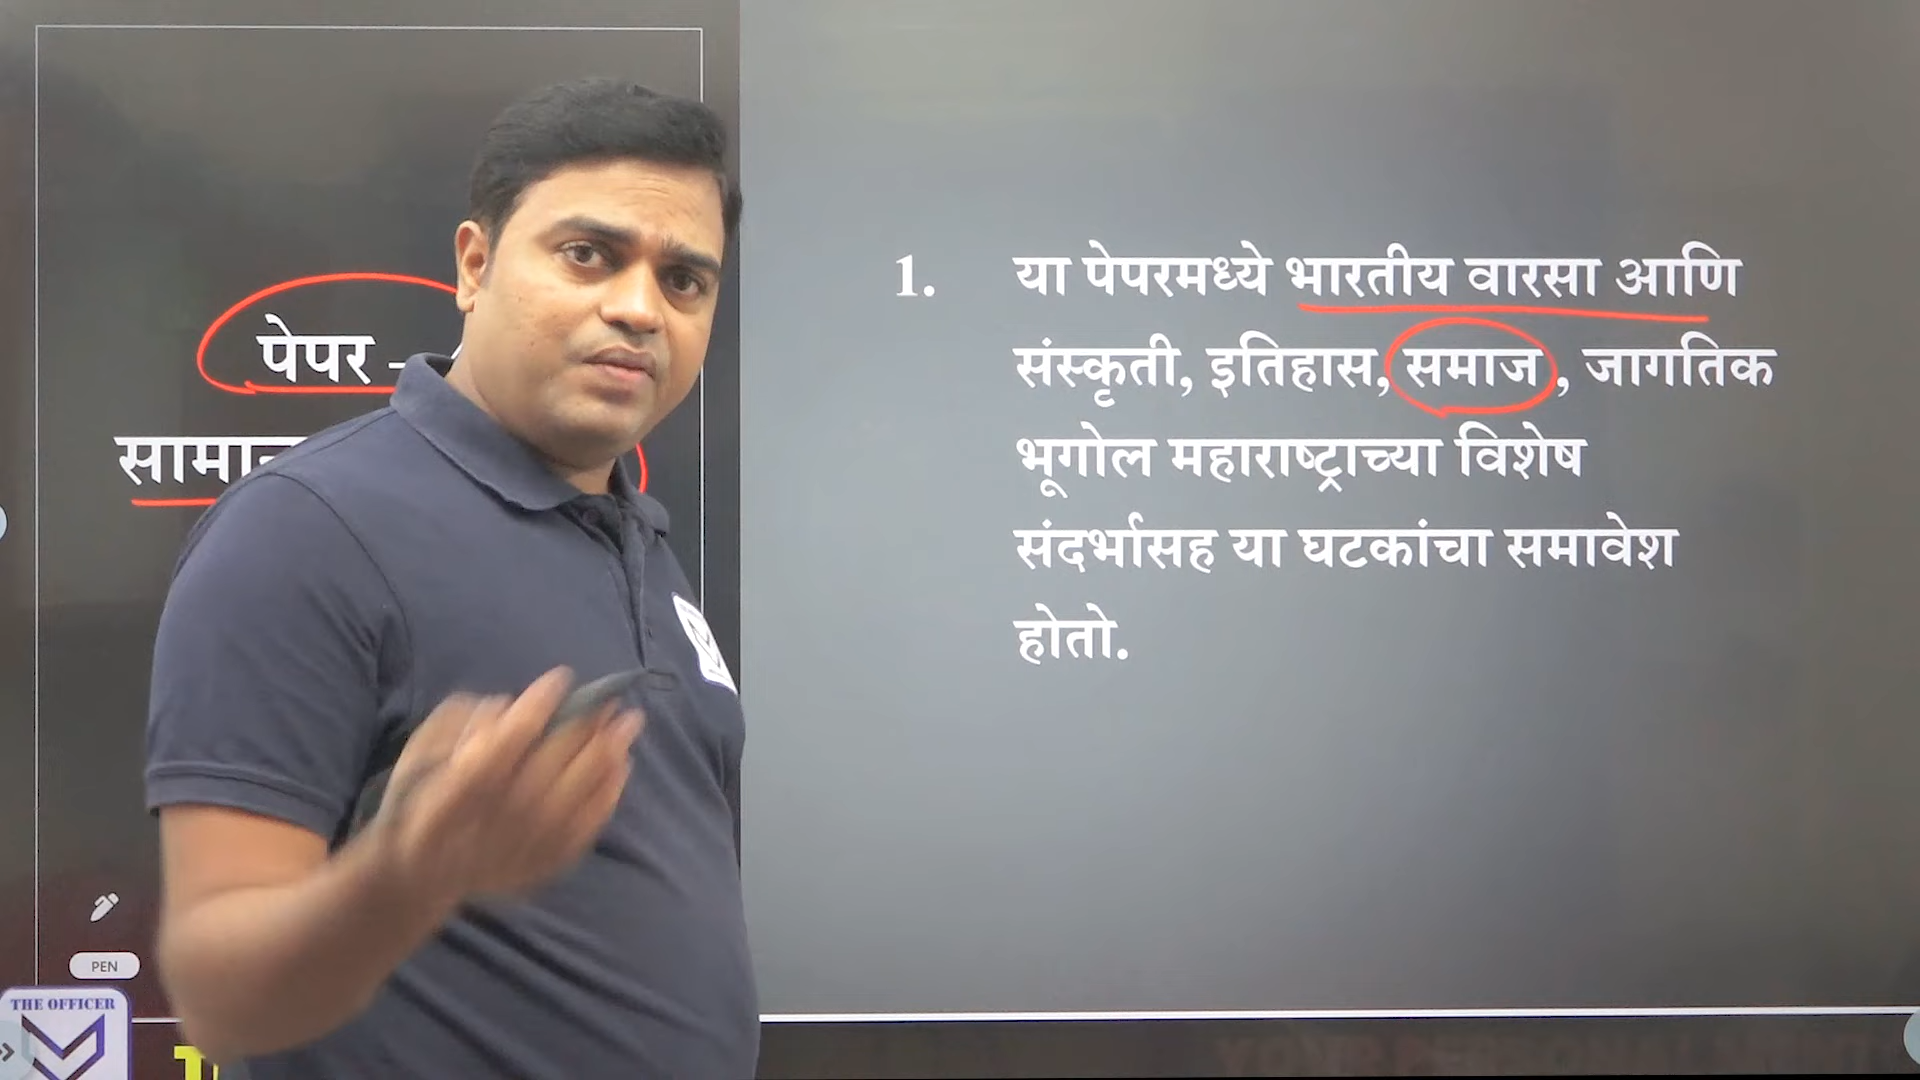 पेपर –
1. या पेपरमध्ये भारतीय वारसा आणि
संस्कृती, इतिहास, समाज , जागतिक
भूगोल महाराष्ट्राच्या विशेष
संदर्भासह या घटकांचा समावेश
होतो.
PEN
THE OFFICER